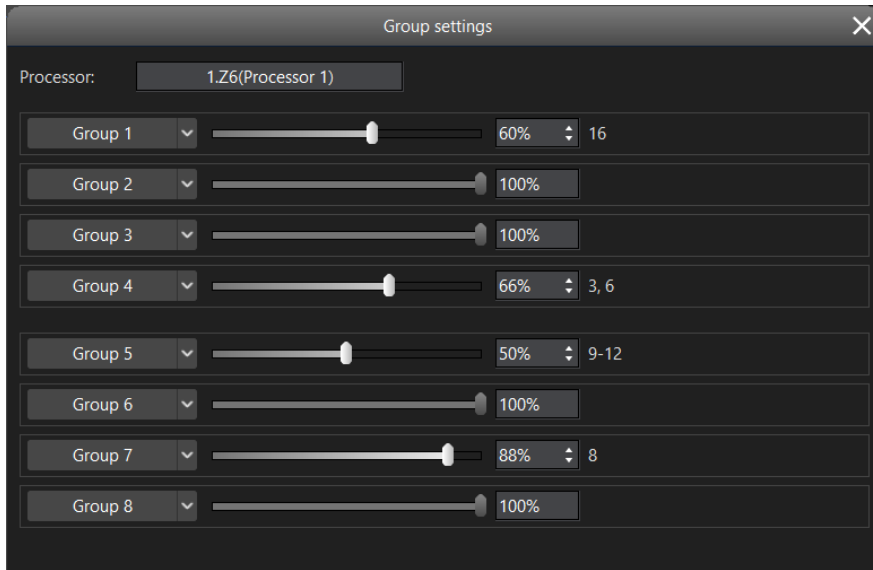 Group settings
Processor: 1.Z6(Processor 1)
Group 1 60% 16
Group 2 100%
Group 3 100%
Group 4 66% 3, 6
Group 5 50% 9-12
Group 6 100%
Group 7 88% 8
Group 8 100%